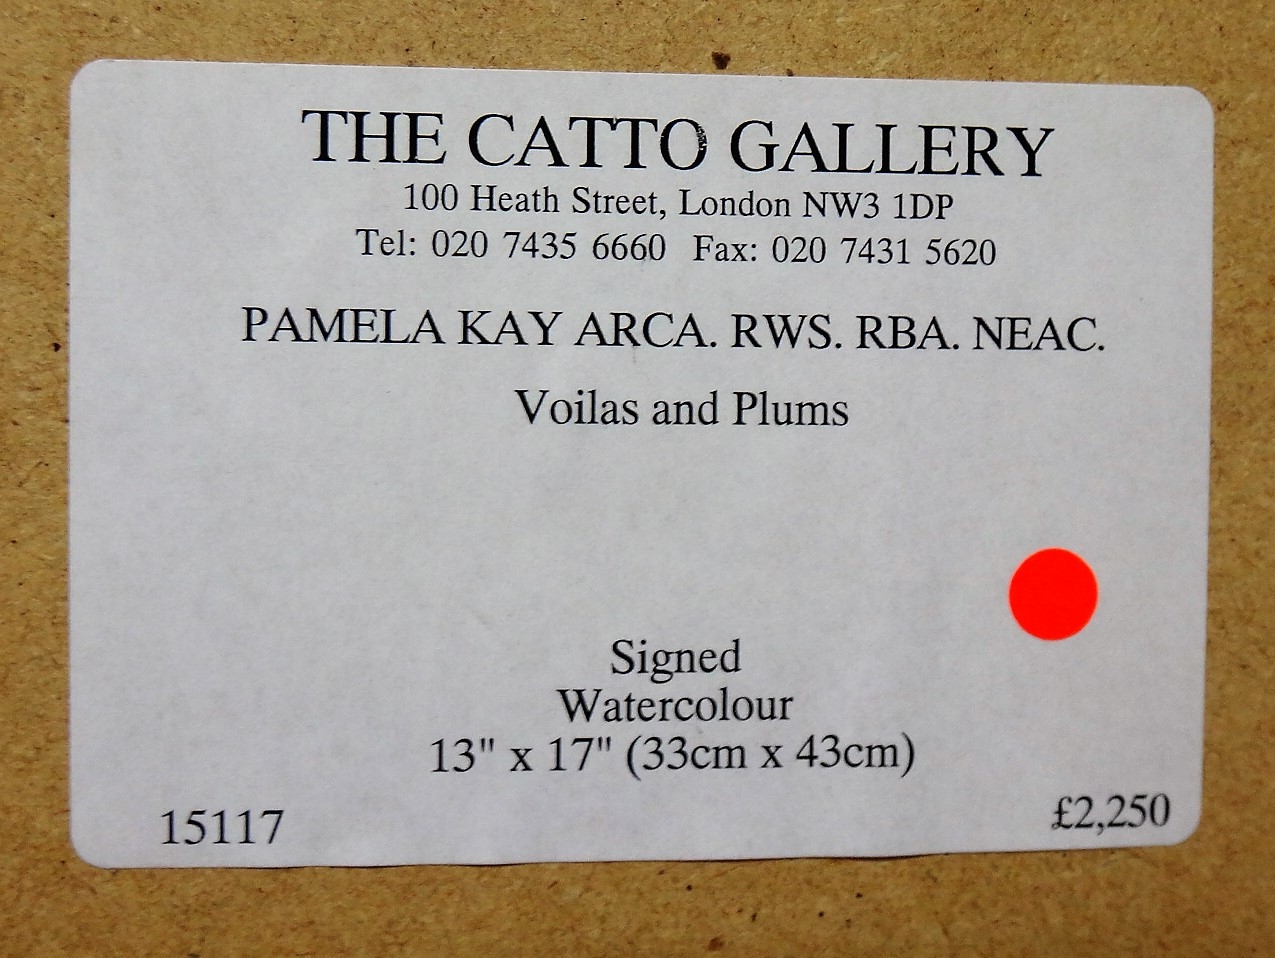 THE CATTO GALLERY
100 Heath Street, London NW3 1DP
Tel: 020 7435 6660 Fax: 020 7431 5620
PAMELA KAY ARCA. RWS. RBA. NEAC.
Voilas and Plums
Signed
Watercolour
13" x 17" (33cm x 43cm)
15117 £2,250